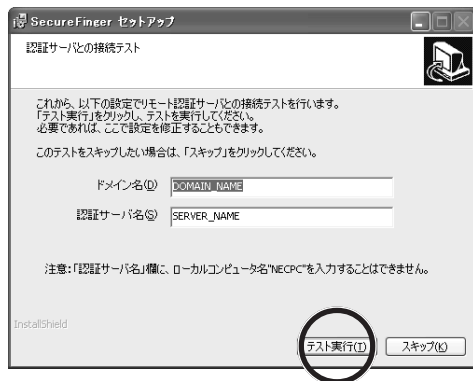 SecureFinger セットアップ
認証サーバとの接続テスト
これから、以下の設定でリモート認証サーバとの接続テストを行います。
「テスト実行」をクリックし、テストを実行してください。
必要であれば、ここで設定を修正することもできます。
このテストをスキップしたい場合は、「スキップ」をクリックしてください。
ドメイン名(D) DOMAIN_NAME
認証サーバ名(S) SERVER_NAME
注意:「認証サーバ名」欄に、ローカルコンピュータ名"NECPC"を入力することはできません。
InstallShield
テスト実行(T) スキップ(K)